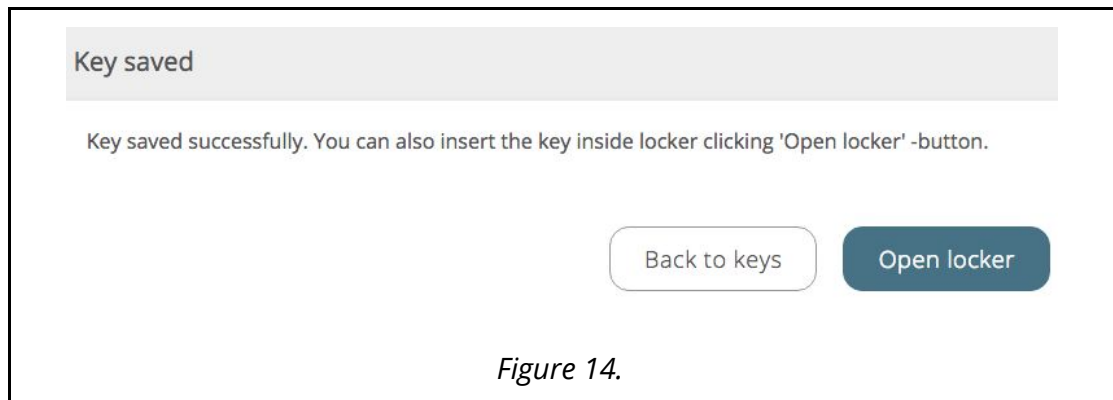 Key saved
Key saved successfully. You can also insert the key inside locker clicking 'Open locker' -button.
Back to keys
Open locker
Figure 14.